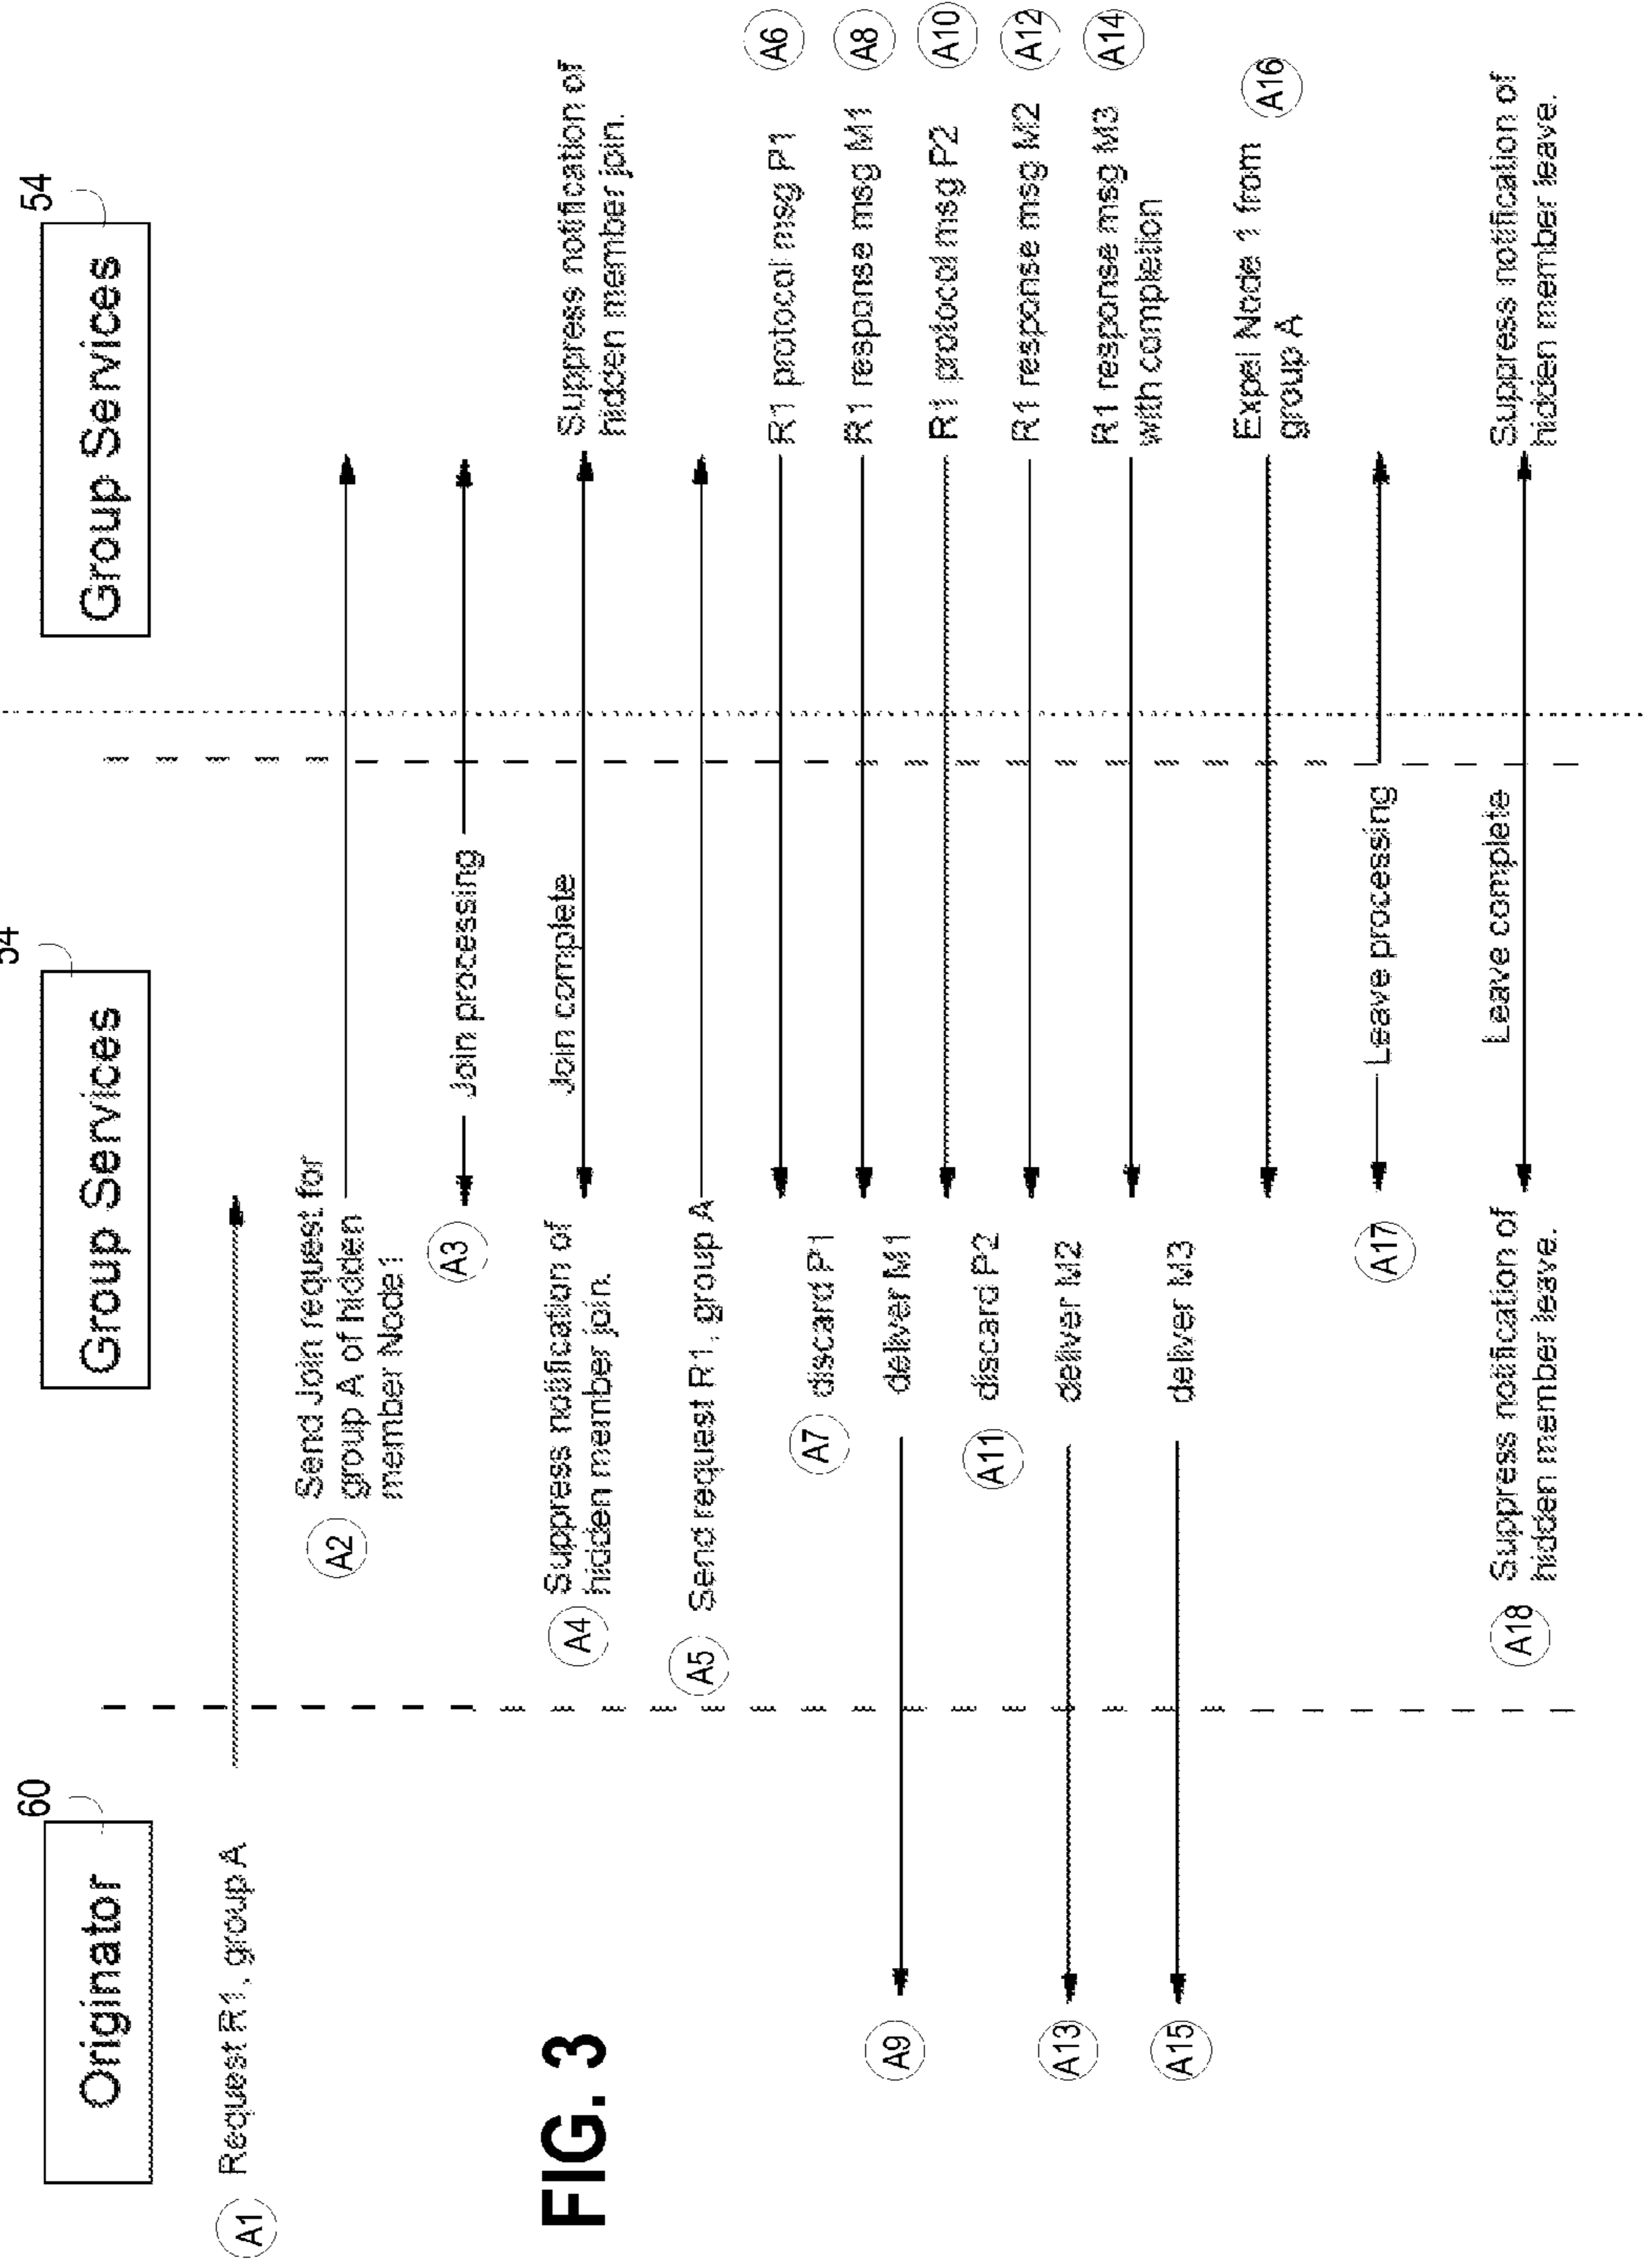 60
54
54
Originator
Group Services
Group Services
A1 Request R1, group A
A2
Send Join request for
group A of hidden
member Node1
A3
Join processing
A4
Suppress notification of
hidden member join.
Join complete
Suppress notification of
hidden member join.
A5 Send request R1, group A
R1 protocol msg P1 A6
A7 discard P1
R1 response msg M1 A8
deliver M1
A9
R1 protocol msg P2 A10
A11 discard P2
R1 response msg M2 A12
deliver M2
A13
R1 response msg M3 A14
with completion
deliver M3
A15
Expel Node 1 from
group A
A16
A17
Leave processing
A18
Suppress notification of
hidden member leave.
Leave complete
Suppress notification of
hidden member leave.
FIG. 3